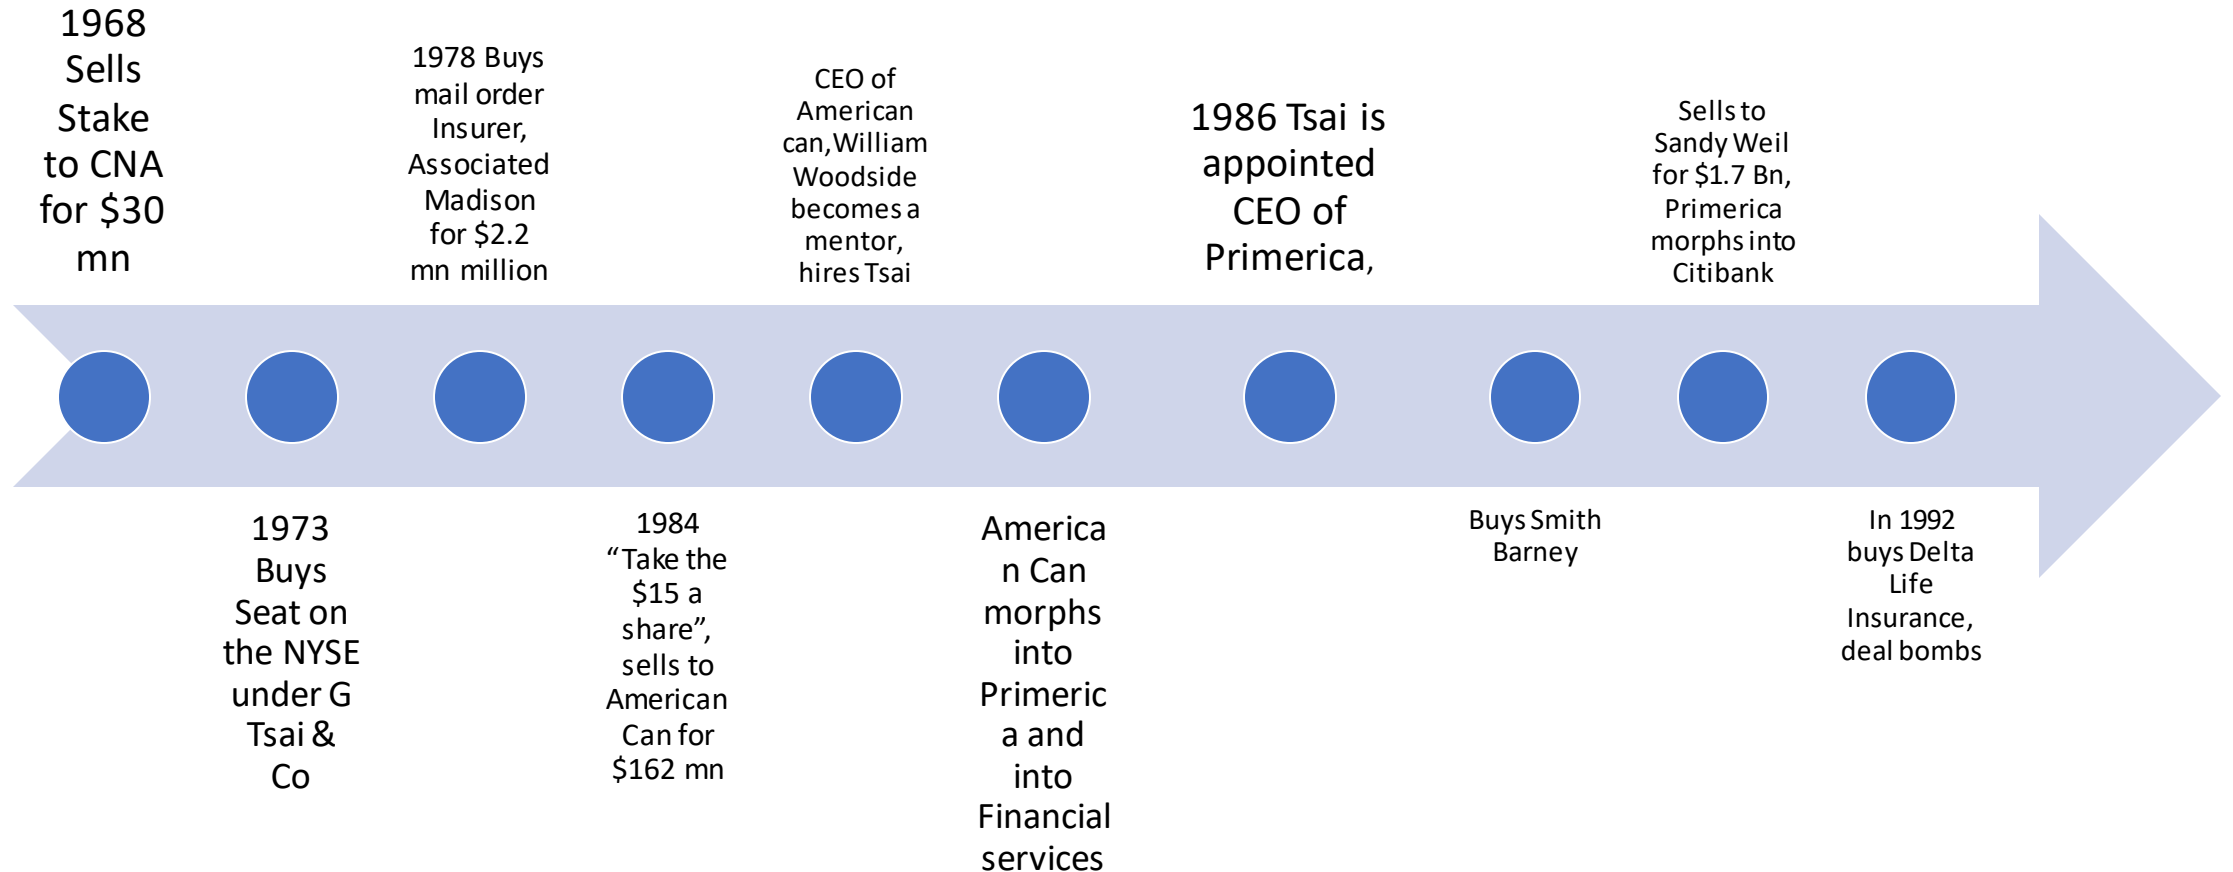 1968
Sells
Stake
to CNA
for $30
mn
1973
Buys
Seat on
the NYSE
under G
Tsai &
Co
1978 Buys
mail order
Insurer,
Associated
Madison
for $2.2
mn million
1984
“Take the
$15 a
share”,
sells to
American
Can for
$162 mn
CEO of
American
can,William
Woodside
becomes a
mentor,
hires Tsai
America
n Can
morphs
into
Primeric
a and
into
Financial
services
1986 Tsai is
appointed
CEO of
Primerica,
Buys Smith
Barney
Sells to
Sandy Weil
for $1.7 Bn,
Primerica
morphs into
Citibank
In 1992
buys Delta
Life
Insurance,
deal bombs